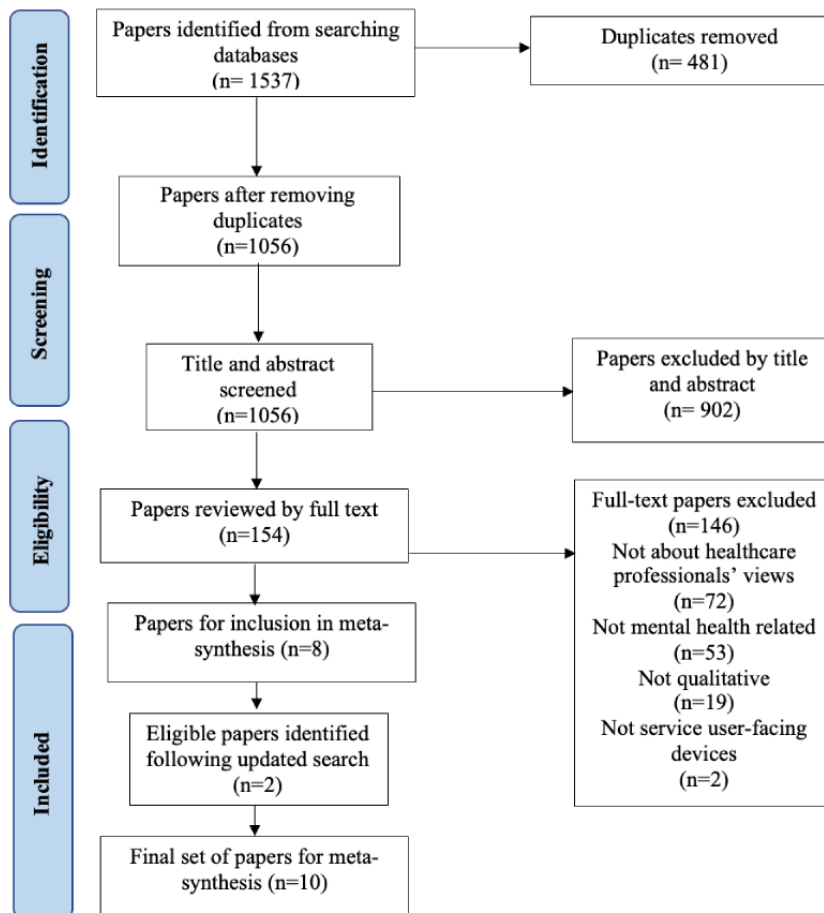 Identification
Papers identified from searching
databases
(n= 1537)
Duplicates removed
(n= 481)
Papers after removing
duplicates
(n=1056)
Screening
Title and abstract
screened
(n=1056)
Papers excluded by title
and abstract
(n= 902)
Eligibility
Papers reviewed by full text
(n=154)
Full-text papers excluded
(n=146)
Not about healthcare
professionals’ views
(n=72)
Not mental health related
(n=53)
Not qualitative
(n=19)
Not service user-facing
devices
(n=2)
Included
Papers for inclusion in meta-
synthesis (n=8)
Eligible papers identified
following updated search
(n=2)
Final set of papers for meta-
synthesis (n=10)